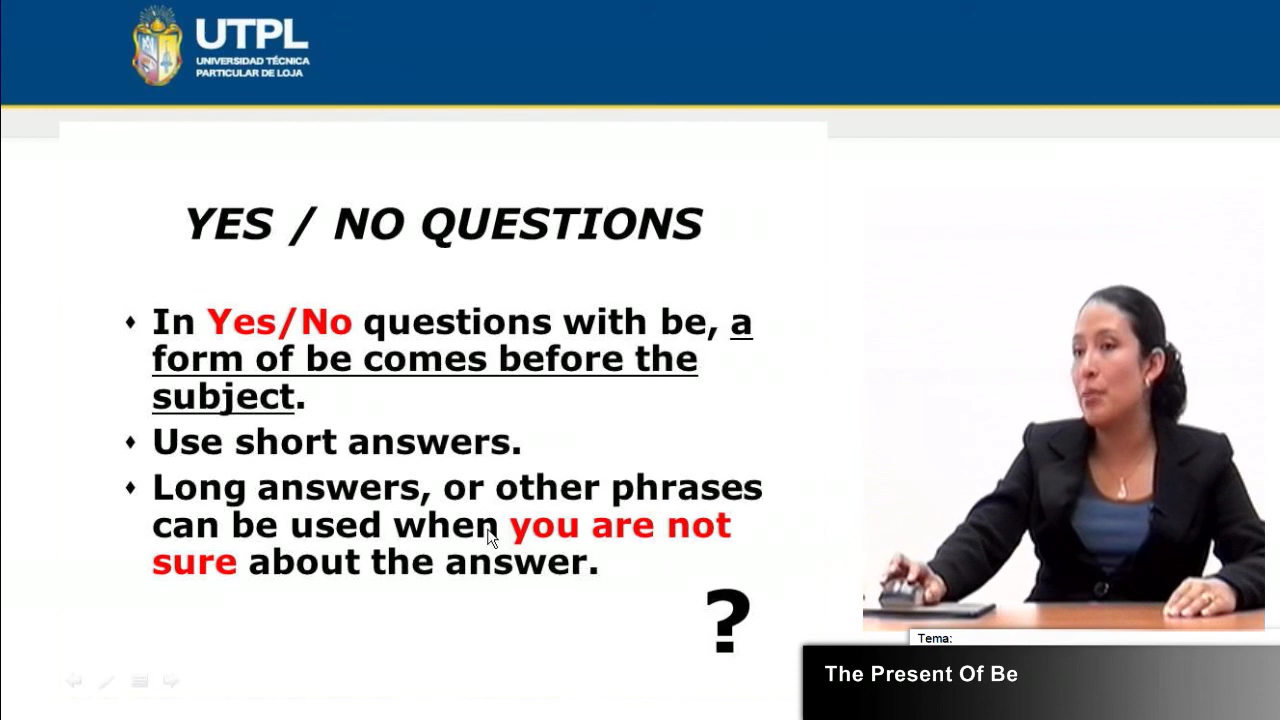 UTPL
UNIVERSIDAD TÉCNICA
PARTICULAR DE LOJA
YES / NO QUESTIONS
♦ In Yes/No questions with be, a
form of be comes before the
subject.
♦ Use short answers.
♦ Long answers, or other phrases
can be used when you are not
sure about the answer.
?
Tema:
The Present Of Be